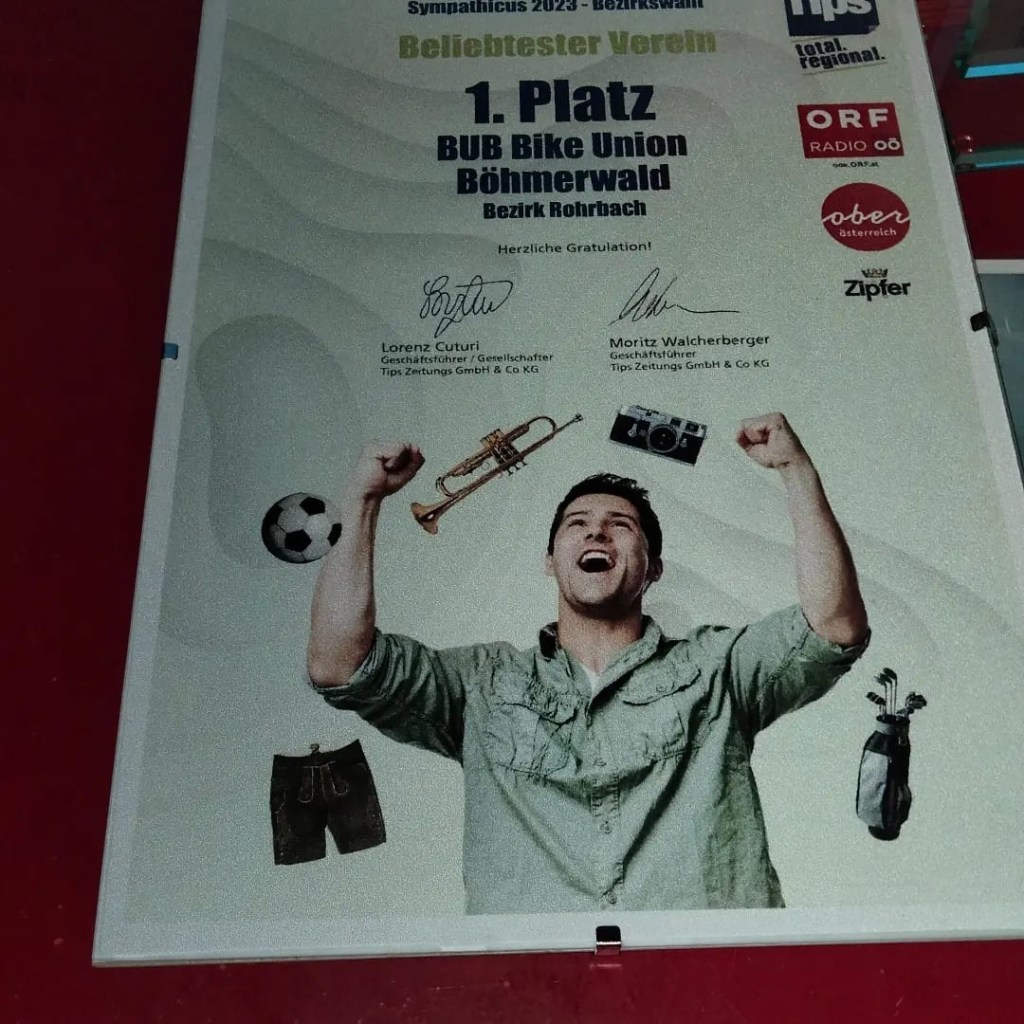 Sympathicus 2023 - Bezirkswahl
Beliebtester Verein
1. Platz
BUB Bike Union
Böhmerwald
Bezirk Rohrbach
Herzliche Gratulation!
Lorenz Cuturi
Geschäftsführer / Gesellschafter
Tips Zeitungs GmbH & Co KG
Moritz Walcherberger
Geschäftsführer
Tips Zeitungs GmbH & Co KG
Tips
total.
regional.
ORF
RADIO OÖ
ooe.ORF.at
ober
österreich
Zipfer